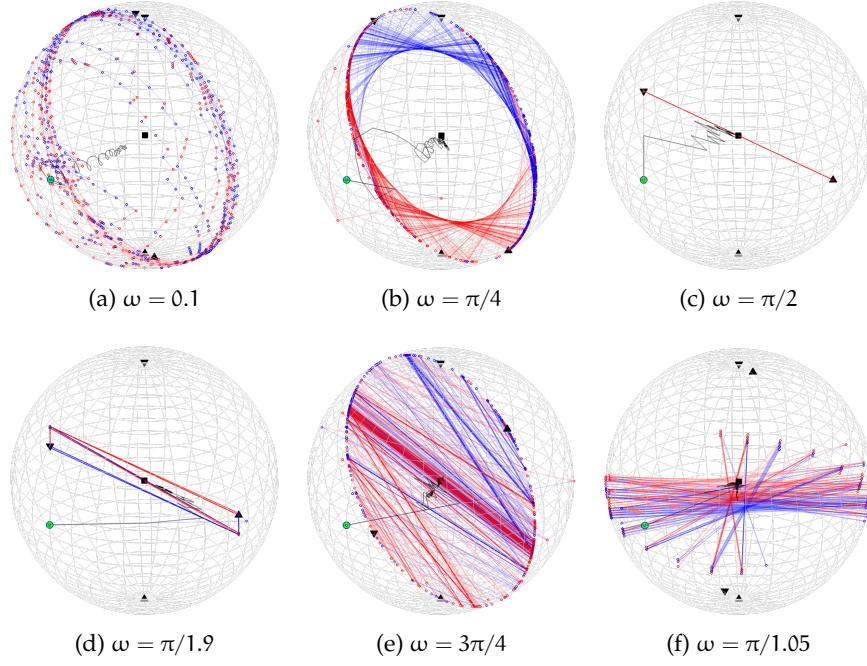 (a) ω = 0.1
(b) ω = π/4
(c) ω = π/2
(d) ω = π/1.9
(e) ω = 3π/4
(f) ω = π/1.05